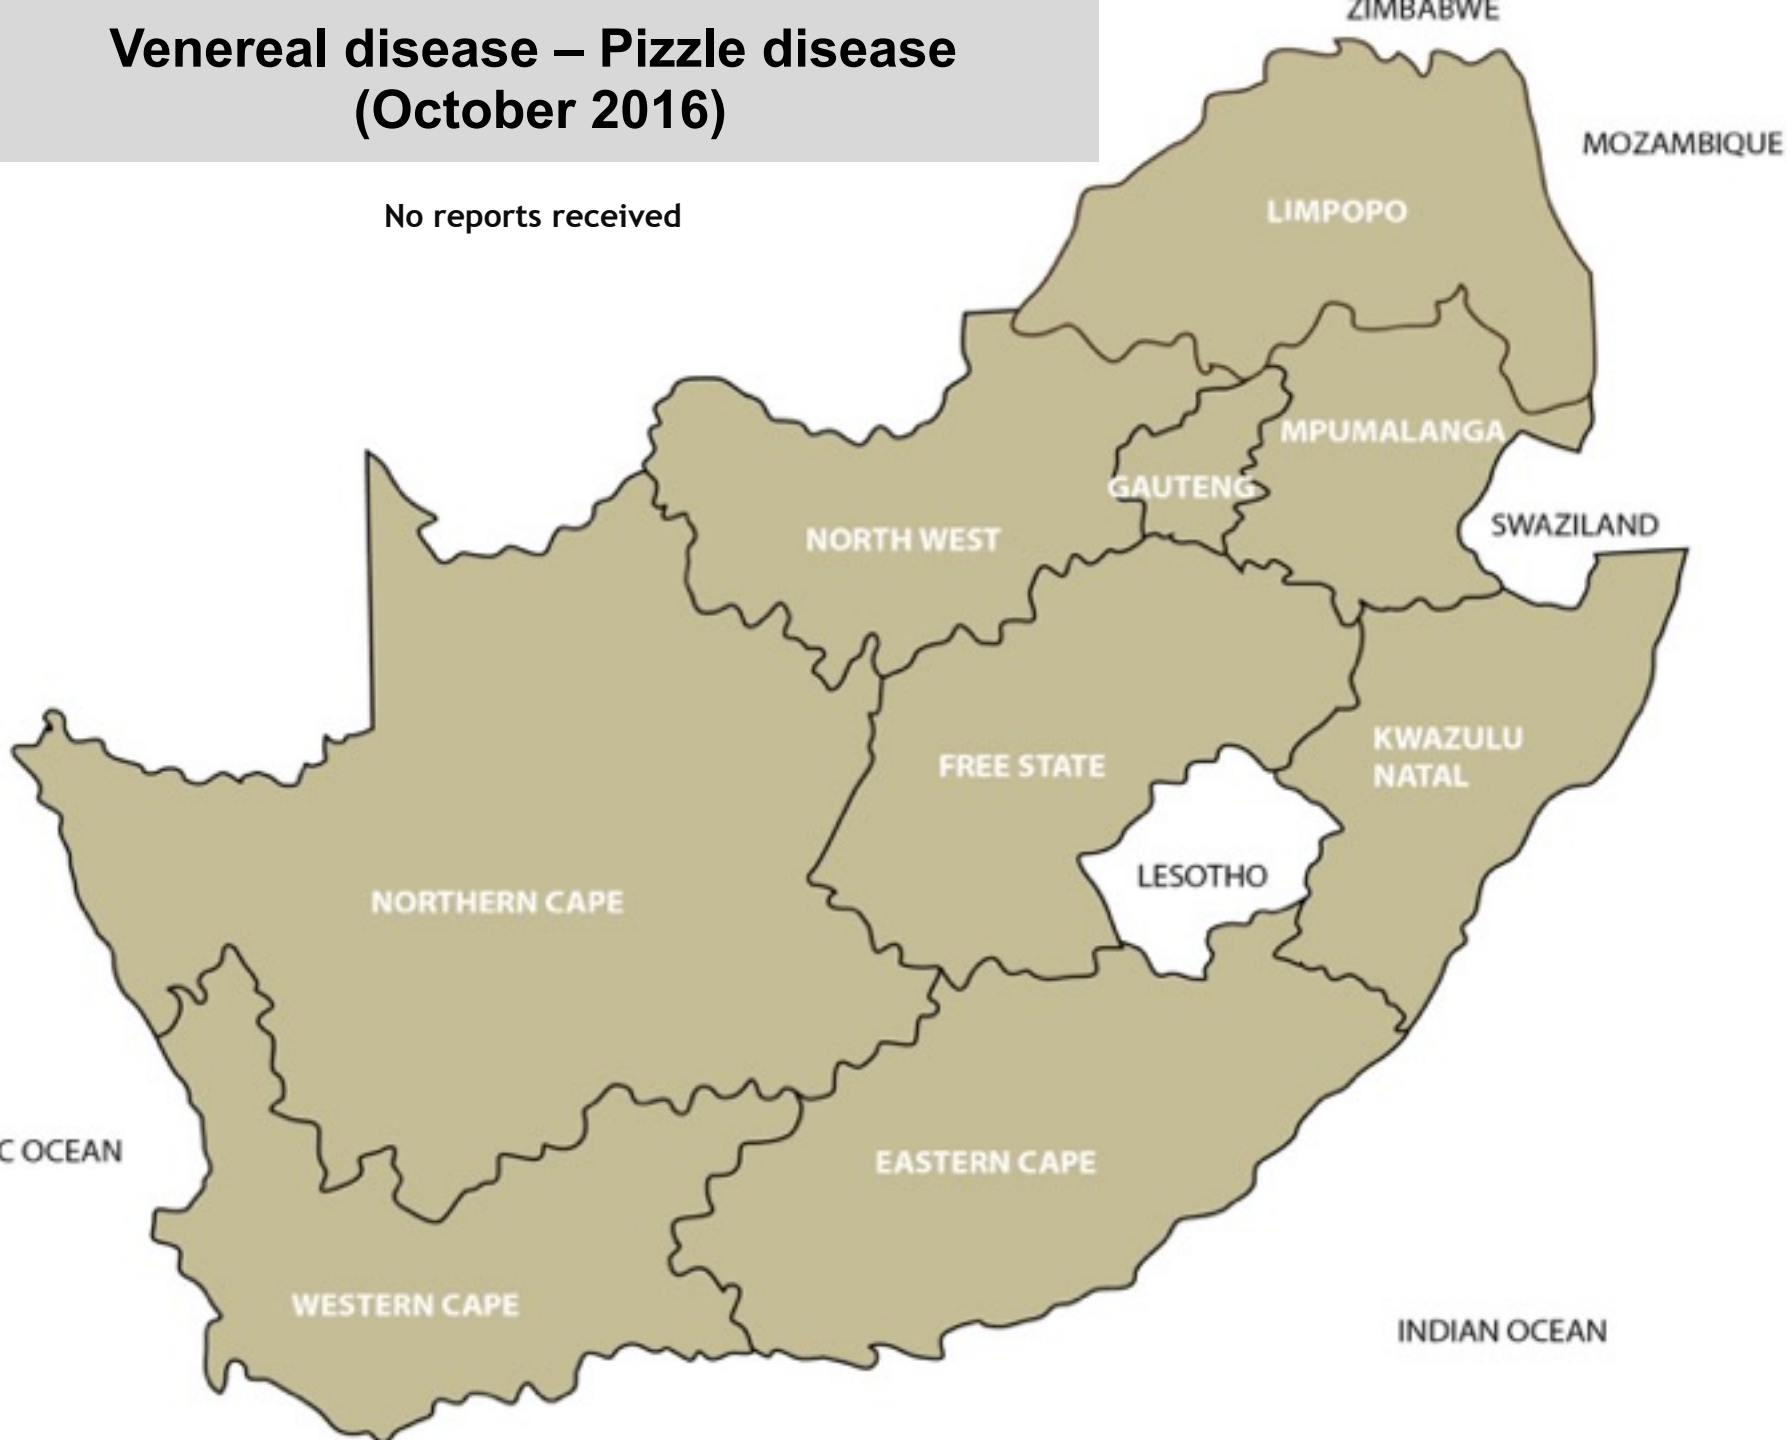 ZIMBABWE
Venereal disease – Pizzle disease
(October 2016)
MOZAMBIQUE
No reports received
LIMPOPO
MPUMALANGA
GAUTENG
SWAZILAND
NORTH WEST
KWAZULU
NATAL
FREE STATE
LESOTHO
NORTHERN CAPE
C OCEAN
EASTERN CAPE
WESTERN CAPE
INDIAN OCEAN